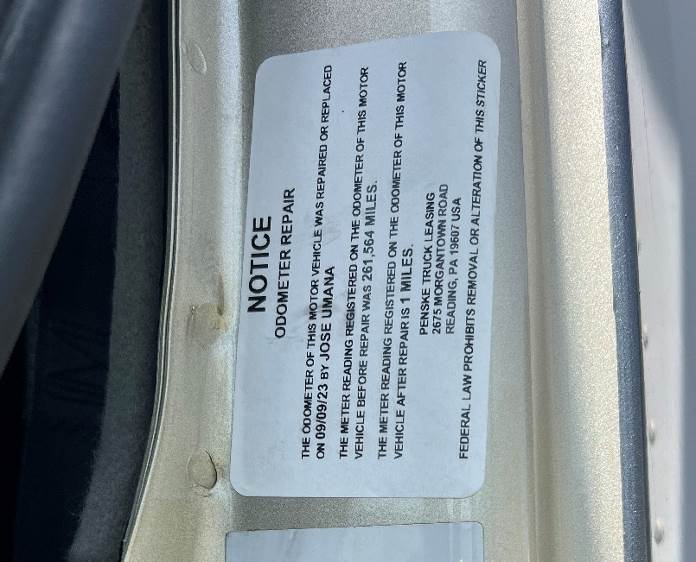 NOTICE
ODOMETER REPAIR
THE ODOMETER OF THIS MOTOR VEHICLE WAS REPAIRED OR REPLACED
ON 09/09/23 BY JOSE UMANA
THE METER READING REGISTERED ON THE ODOMETER OF THIS MOTOR
VEHICLE BEFORE REPAIR WAS 261,564 MILES.
THE METER READING REGISTERED ON THE ODOMETER OF THIS MOTOR
VEHICLE AFTER REPAIR IS 1 MILES.
PENSKE TRUCK LEASING
2675 MORGANTOWN ROAD
READING, PA 19607 USA
FEDERAL LAW PROHIBITS REMOVAL OR ALTERATION OF THIS STICKER